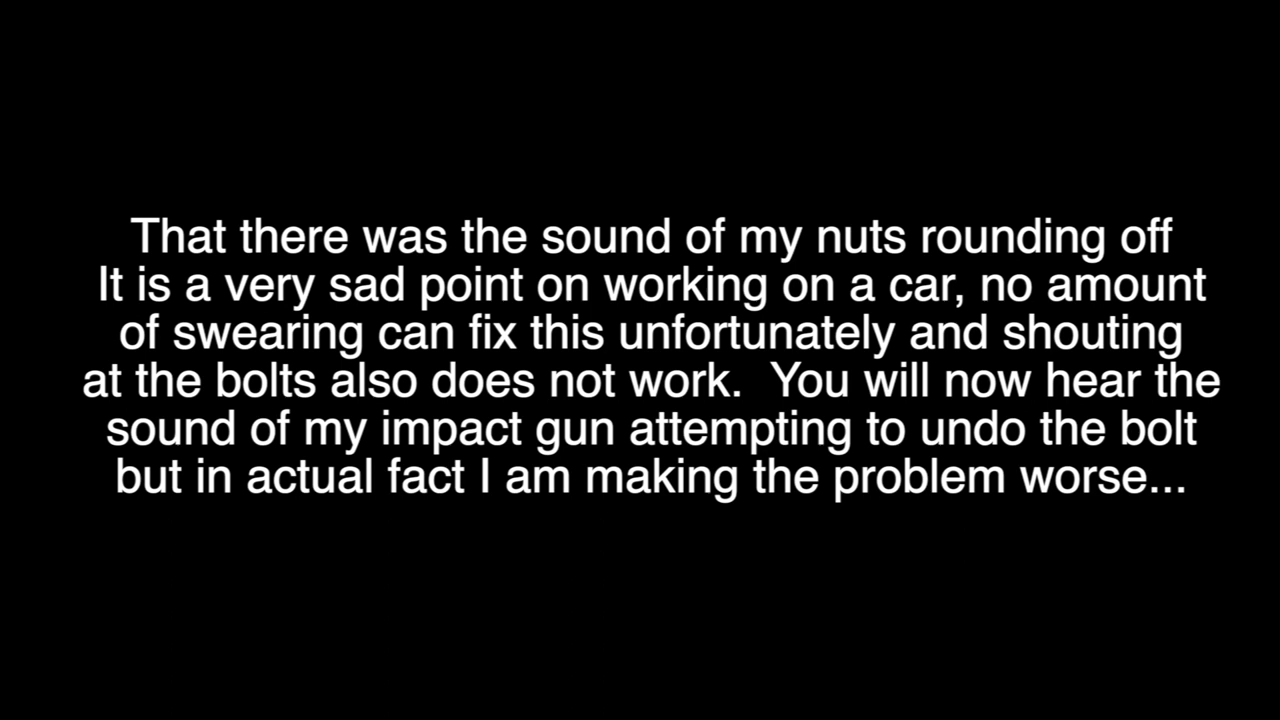 That there was the sound of my nuts rounding off
It is a very sad point on working on a car, no amount
of swearing can fix this unfortunately and shouting
at the bolts also does not work.  You will now hear the
sound of my impact gun attempting to undo the bolt
but in actual fact I am making the problem worse...